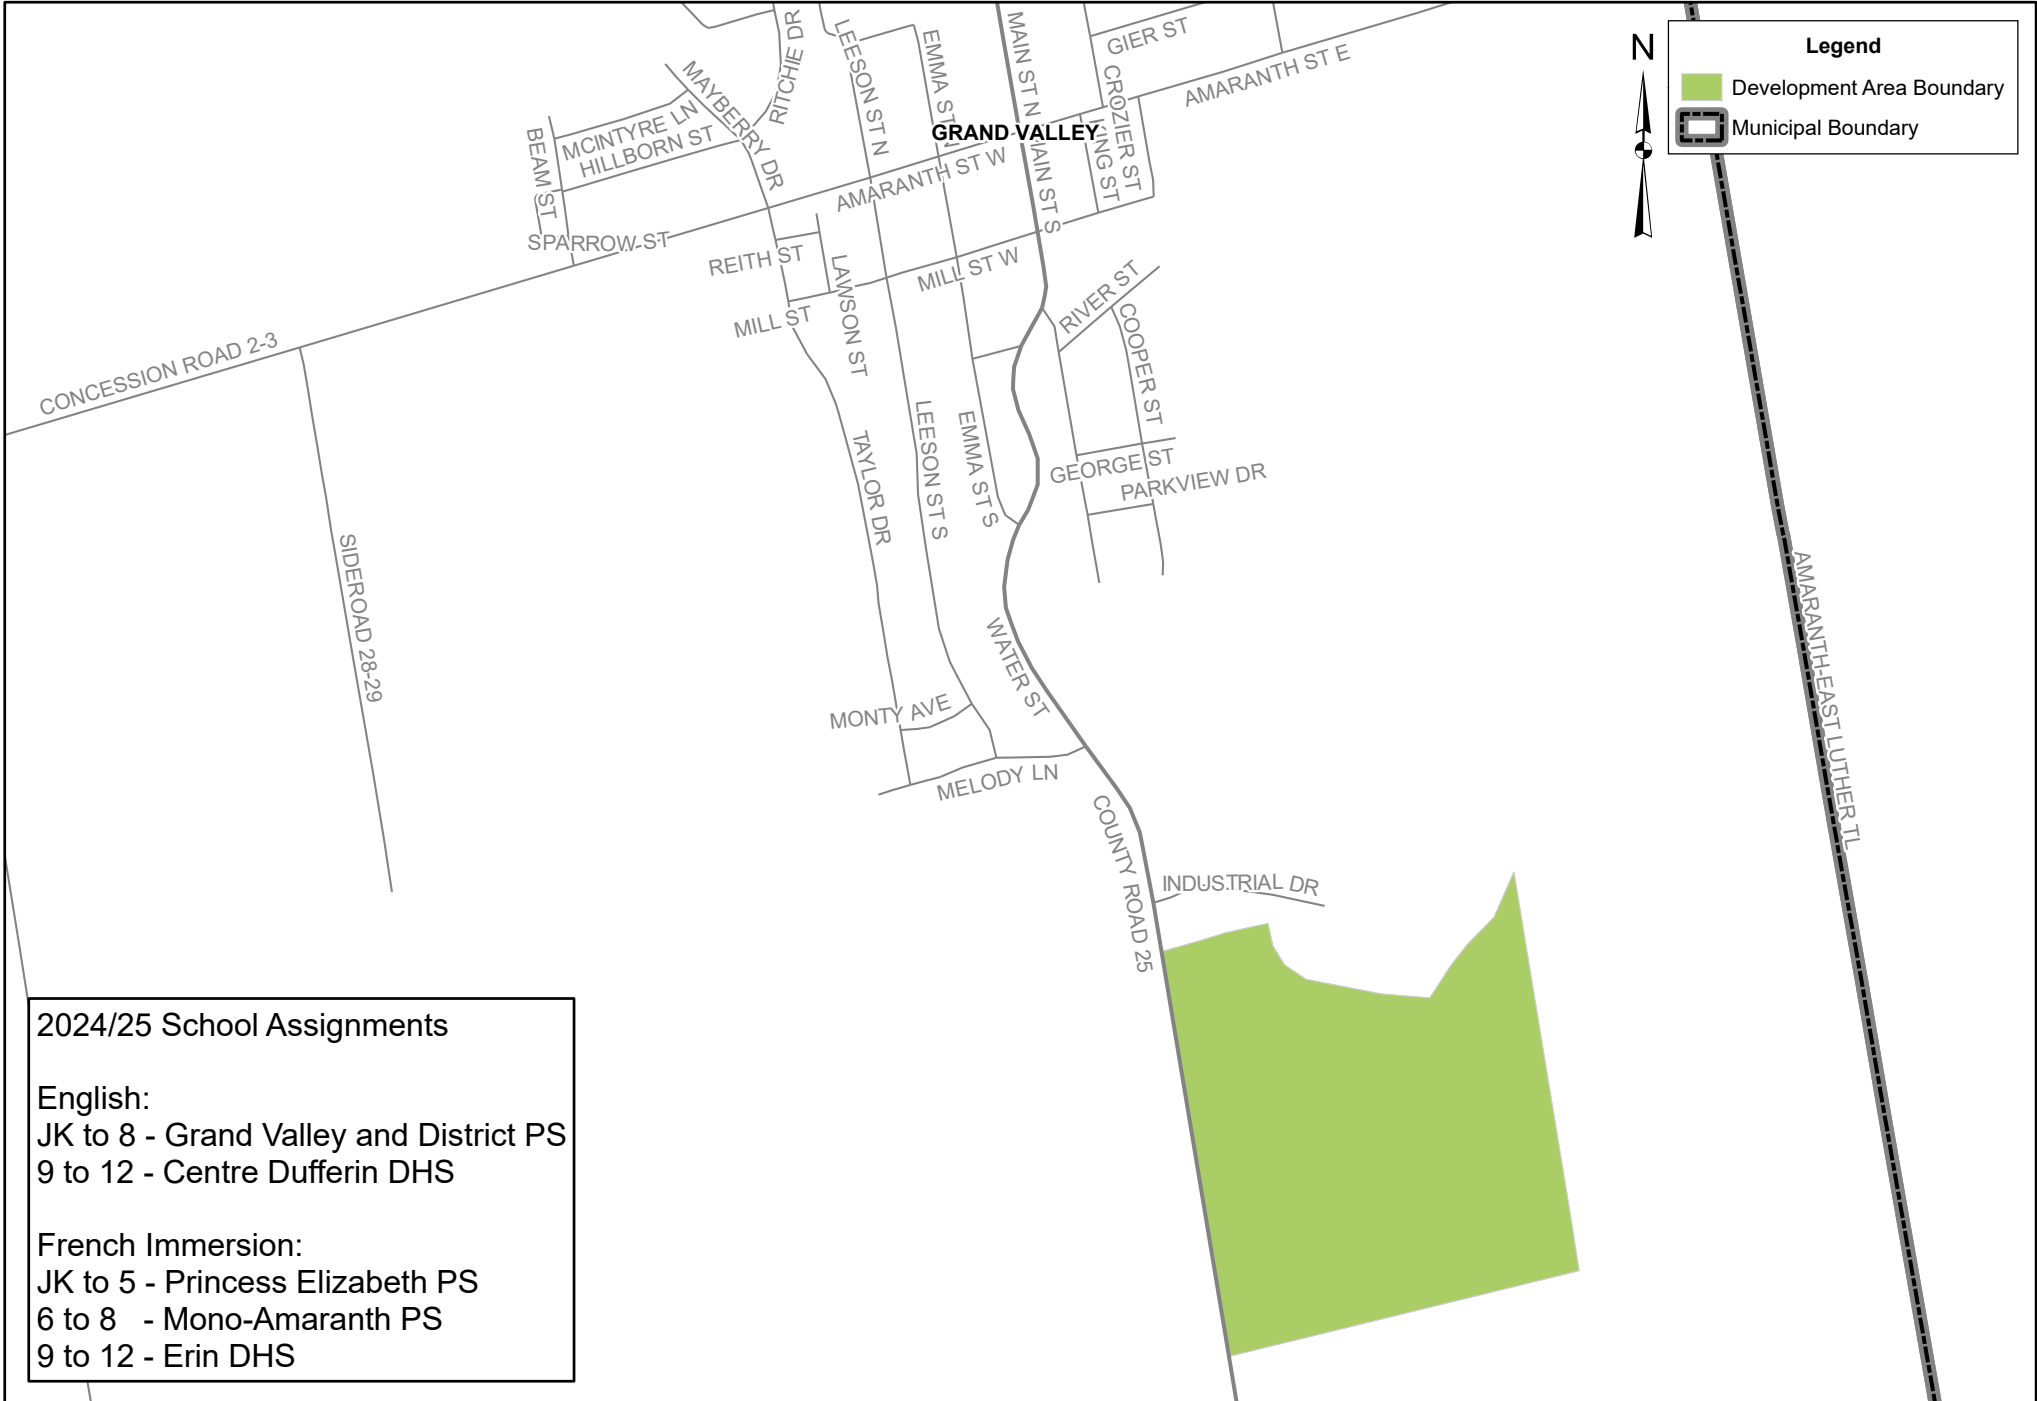 MAIN ST N
GIER ST
RITCHIE DR
LEESON ST N
EMMA ST N
CROZIER ST
AMARANTH ST E
N
Legend
Development Area Boundary
Municipal Boundary
MAYBERRY DR
MCINTYRE LN
HILLBORN ST
BEAM ST
GRAND VALLEY
KING ST
AMARANTH ST W
MAIN ST S
SPARROW ST
REITH ST
MILL ST W
LAWSON ST
RIVER ST
MILL ST
COOPER ST
CONCESSION ROAD 2-3
LEESON ST S
EMMA ST S
TAYLOR DR
GEORGE ST
PARKVIEW DR
SIDEROAD 28-29
AMARANTH-EAST LUTHER TL
WATER ST
MONTY AVE
MELODY LN
COUNTY ROAD 25
INDUSTRIAL DR
2024/25 School Assignments
English:
JK to 8 - Grand Valley and District PS
9 to 12 - Centre Dufferin DHS
French Immersion:
JK to 5 - Princess Elizabeth PS
6 to 8 - Mono-Amaranth PS
9 to 12 - Erin DHS